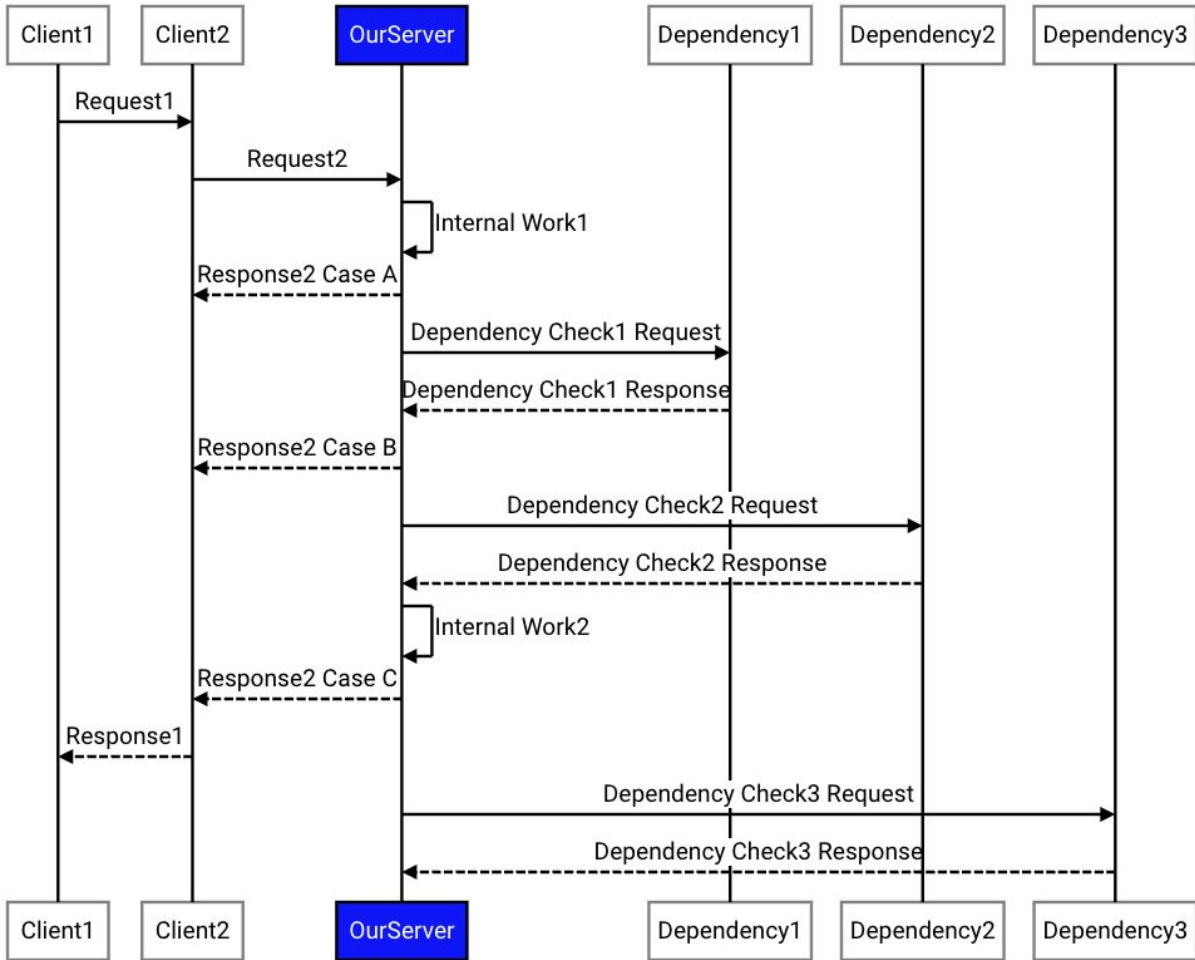 Client1
Client2
OurServer
Dependency1
Dependency2
Dependency3
Request1
Request2
Internal Work1
Response2 Case A
Dependency Check1 Request
Dependency Check1 Response
Response2 Case B
Dependency Check2 Request
Dependency Check2 Response
Internal Work2
Response2 Case C
Response1
Dependency Check3 Request
Dependency Check3 Response
Client1
Client2
OurServer
Dependency1
Dependency2
Dependency3